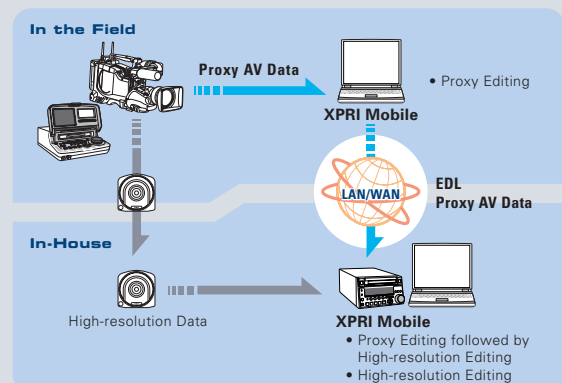 In the Field
Proxy AV Data
• Proxy Editing
XPRI Mobile
LAN/WAN
EDL
Proxy AV Data
In-House
High-resolution Data
XPRI Mobile
• Proxy Editing followed by
High-resolution Editing
• High-resolution Editing